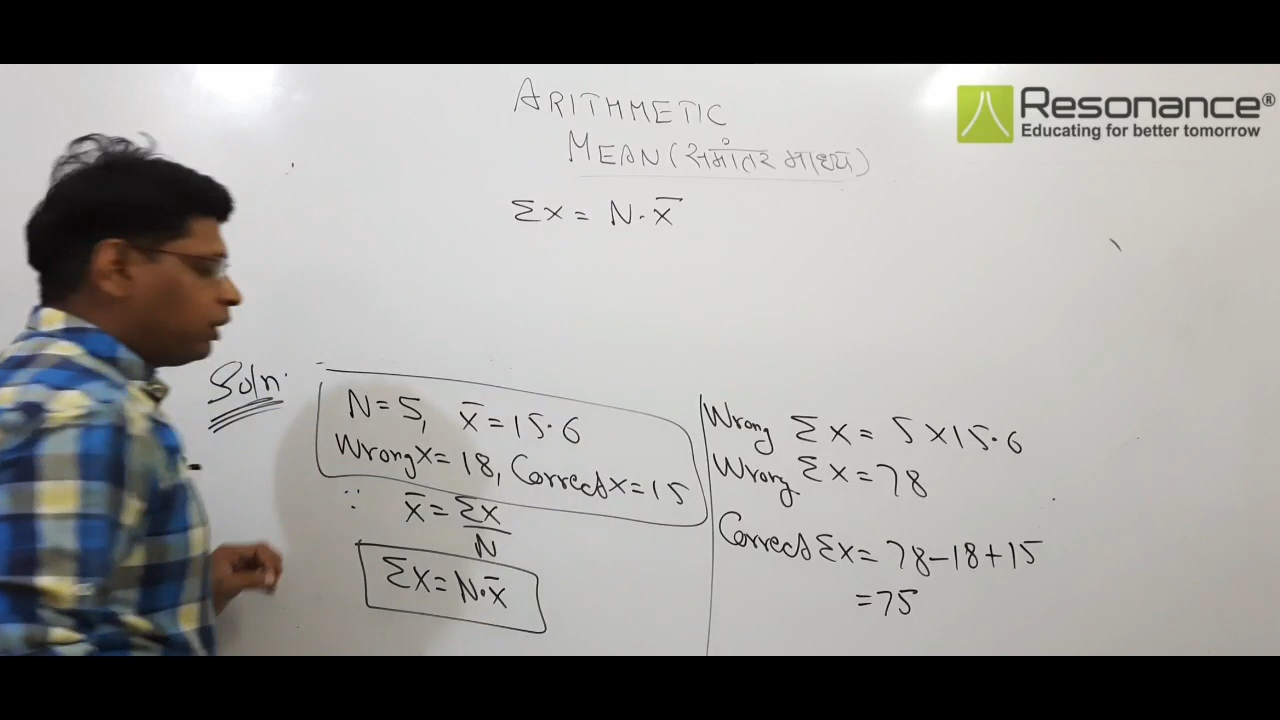 ARITHMETIC
MEAN (समांतर माध्य)
Σx = N·x̄
Resonance®
Educating for better tomorrow
Soln.
N=5, x̄=15.6
Wrong x=18, Correct x=15
∵ x̄ = Σx/N
Σx=N·x̄
Wrong Σx = 5×15.6
Wrong Σx=78
Correct Σx= 78-18+15
=75